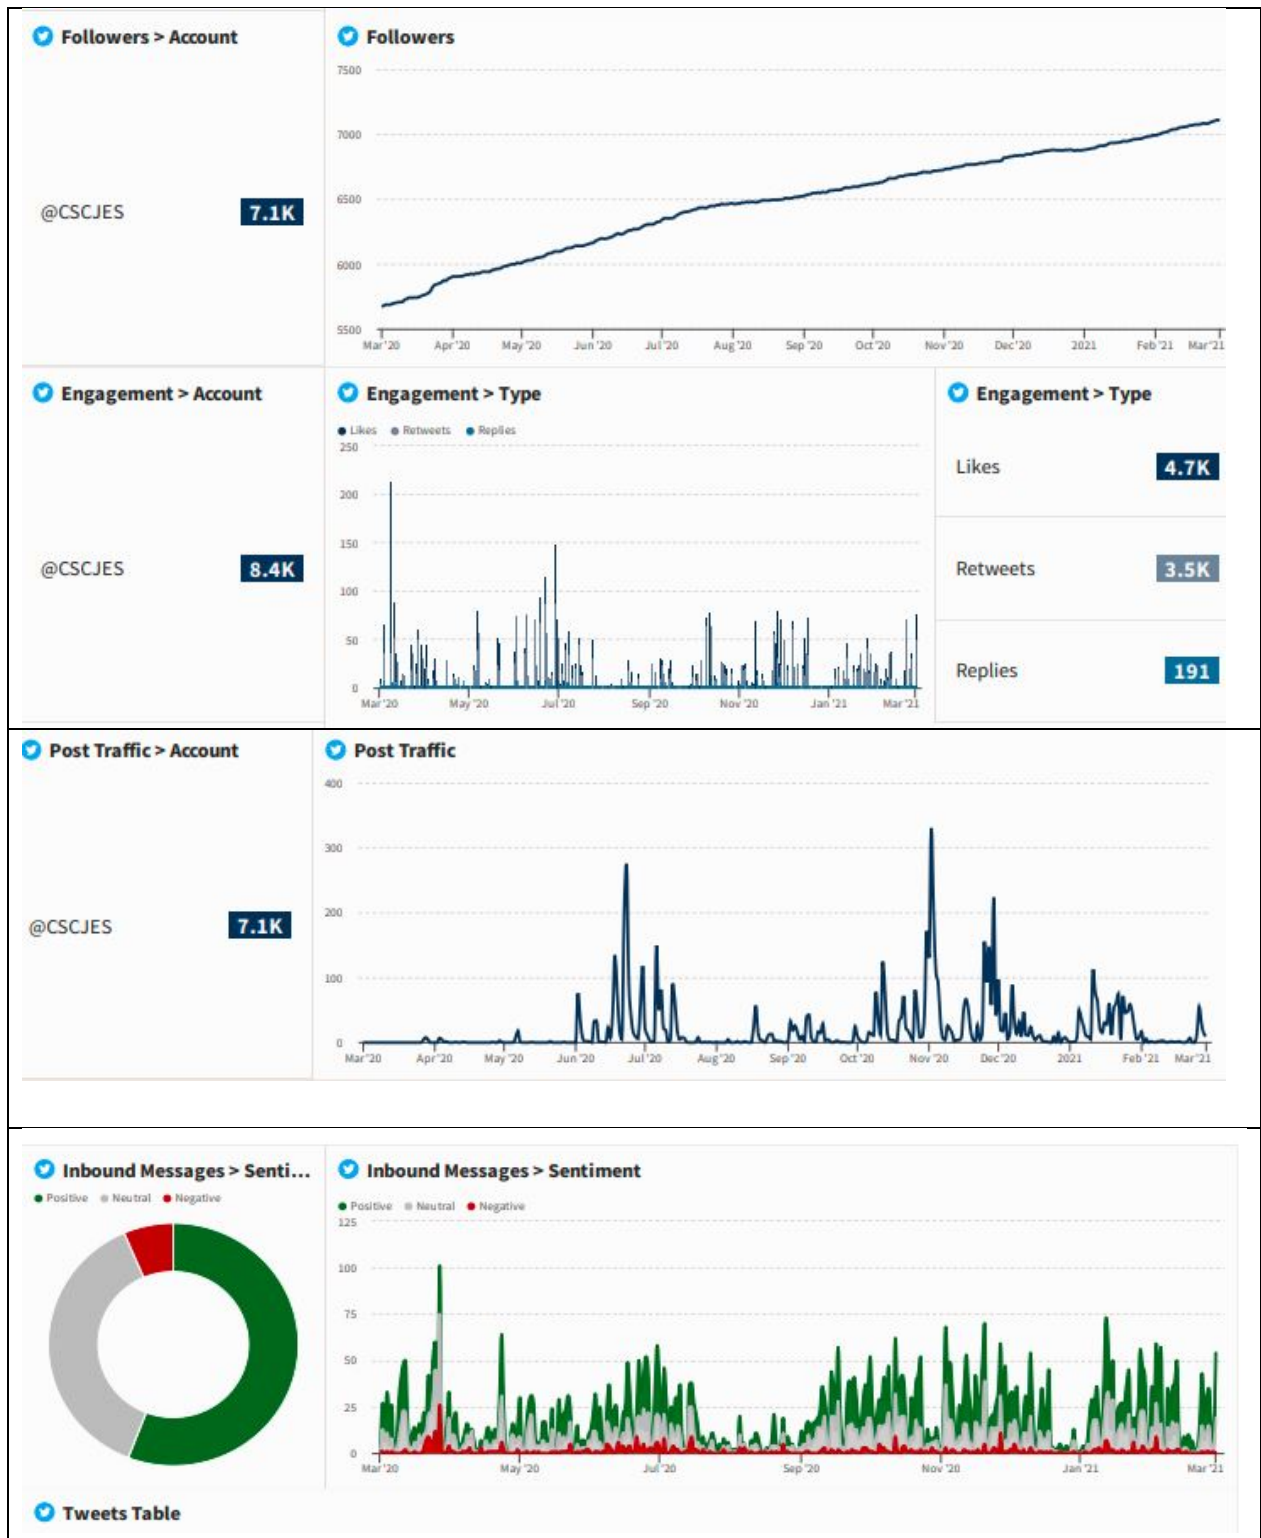 Followers > Account
Followers
7500
7000
6500
6000
5500
@CSCJES 7.1K
Mar'20 Apr'20 May'20 Jun'20 Jul'20 Aug'20 Sep'20 Oct'20 Nov'20 Dec'20 2021 Feb'21 Mar'21
Engagement > Account
@CSCJES 8.4K
Engagement > Type
Likes Retweets Replies
250
200
150
100
50
0
Mar'20 May'20 Jul'20 Sep'20 Nov'20 Jan'21 Mar'21
Engagement > Type
Likes 4.7K
Retweets 3.5K
Replies 191
Post Traffic > Account
@CSCJES 7.1K
Post Traffic
400
300
200
100
0
Mar'20 Apr'20 May'20 Jun'20 Jul'20 Aug'20 Sep'20 Oct'20 Nov'20 Dec'20 2021 Feb'21 Mar'21
Inbound Messages > Senti...
Positive Neutral Negative
Inbound Messages > Sentiment
Positive Neutral Negative
125
100
75
50
25
0
Mar'20 May'20 Jul'20 Sep'20 Nov'20 Jan'21 Mar'21
Tweets Table